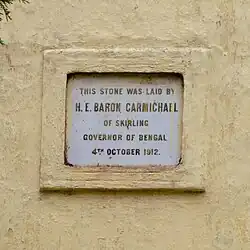 THIS STONE WAS LAID BY
H. E. BARON CARMICHAEL
OF SKIRLING
GOVERNOR OF BENGAL
4TH OCTOBER 1912.